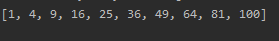 [1, 4, 9, 16, 25, 36, 49, 64, 81, 100]